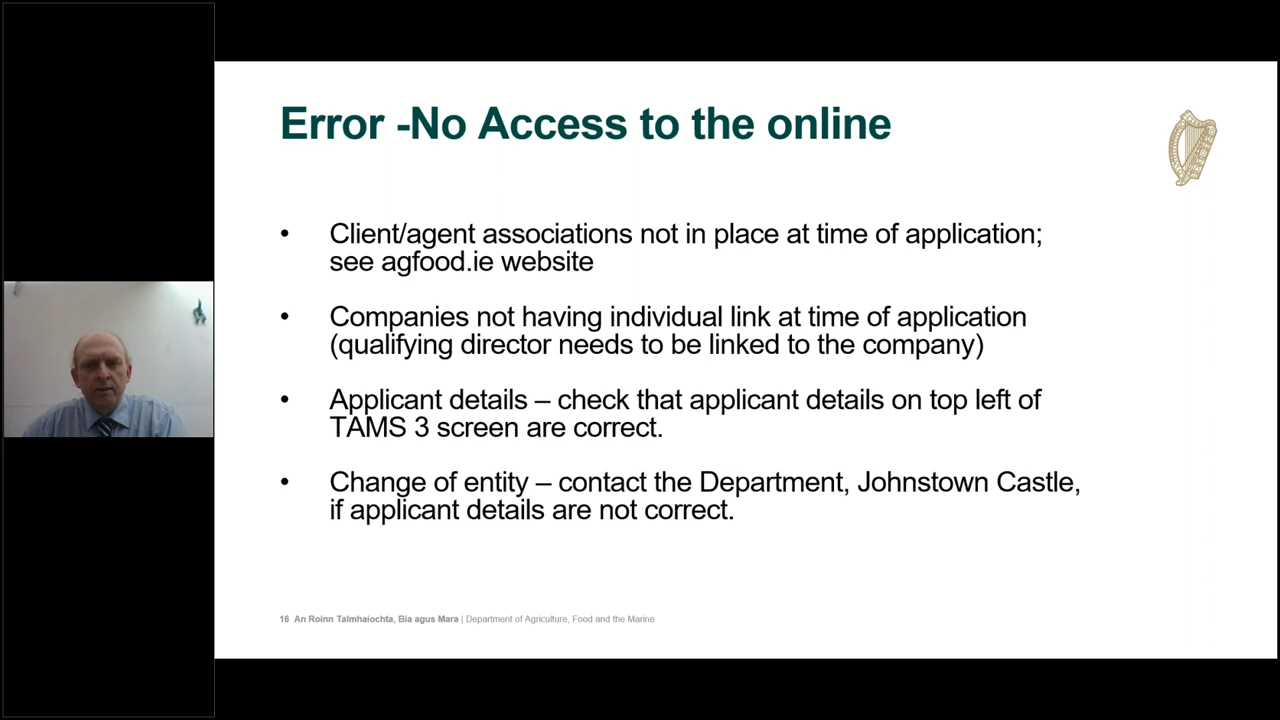 Error -No Access to the online
• Client/agent associations not in place at time of application;
see agfood.ie website
• Companies not having individual link at time of application
(qualifying director needs to be linked to the company)
• Applicant details – check that applicant details on top left of
TAMS 3 screen are correct.
• Change of entity – contact the Department, Johnstown Castle,
if applicant details are not correct.
16 An Roinn Talmhaíochta, Bia agus Mara | Department of Agriculture, Food and the Marine